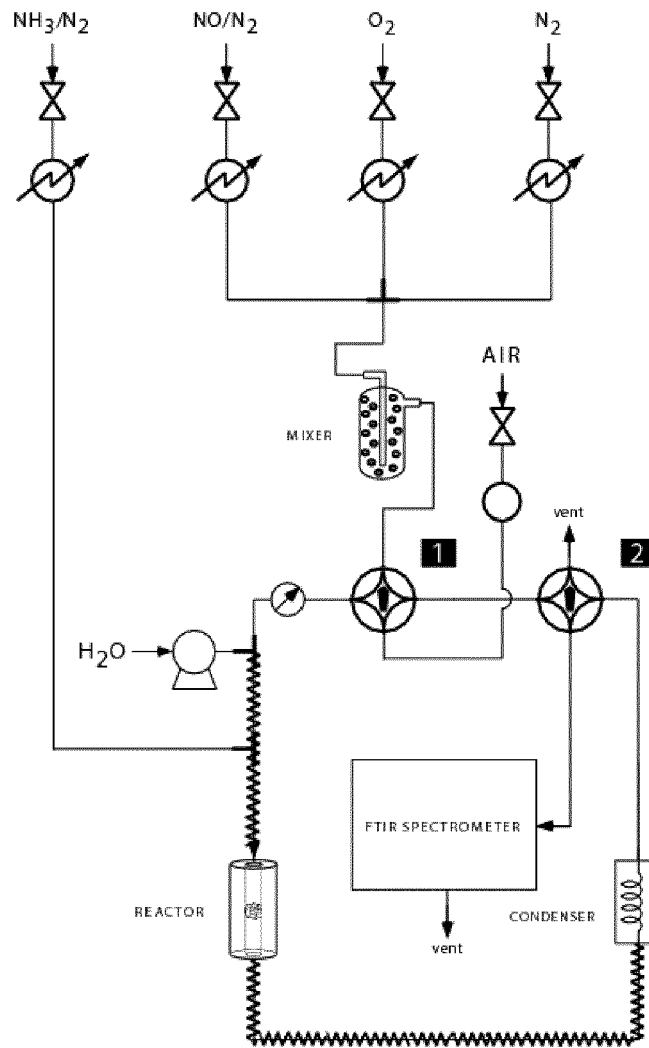 NH3/N2
NO/N2
O2
N2
AIR
MIXER
vent
1
2
H2O
FTIR SPECTROMETER
REACTOR
CONDENSER
vent